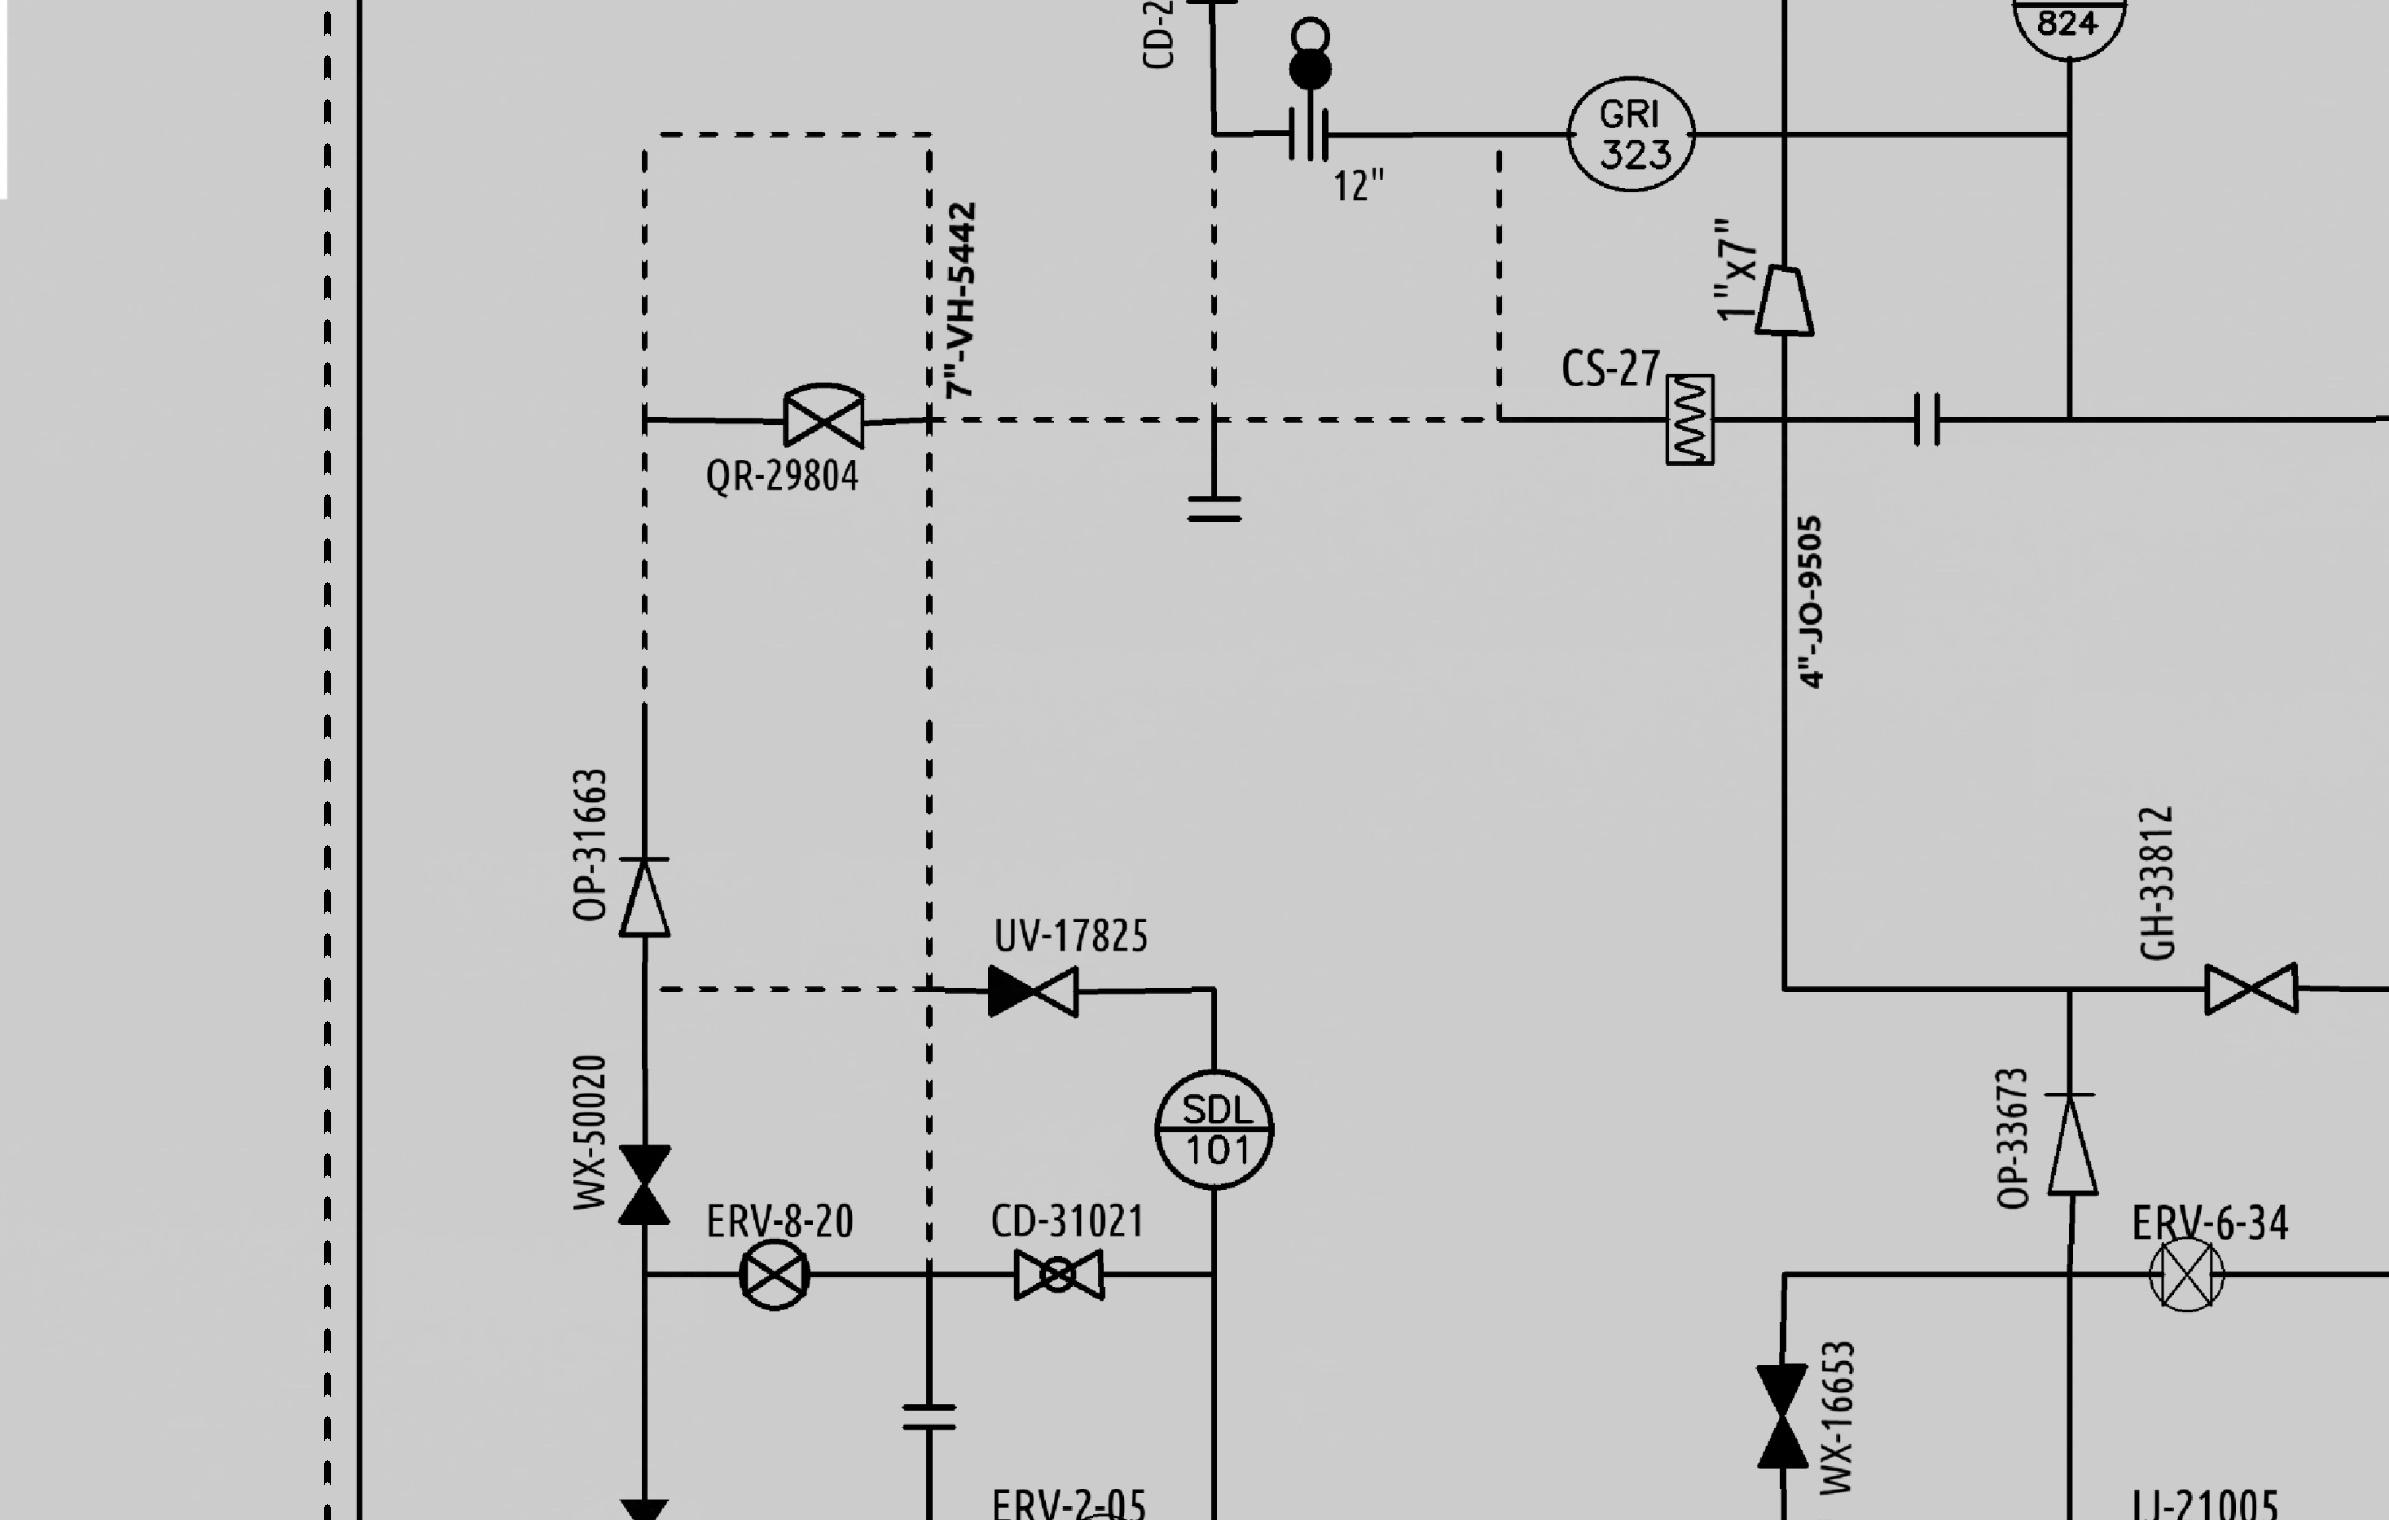 CD-2
824
GRI
323
12"
7"-VH-5442
1"x7"
CS-27
QR-29804
4"-JO-9505
OP-31663
GH-33812
UV-17825
WX-50020
SDL
101
OP-33673
ERV-8-20
CD-31021
ERV-6-34
WX-16653
ERV-2-05
IJ-21005